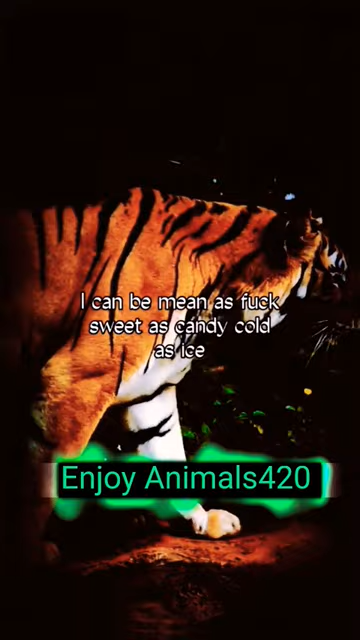 I can be mean as fuck
sweet as candy cold
as ice
Enjoy Animals420